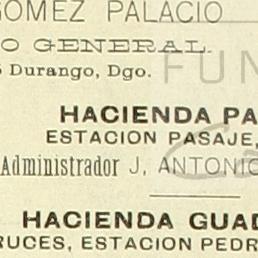 GOMEZ PALACIO
O GENERAL
Durango, Dgo.
FUN
HACIENDA PA
ESTACION PASAJE,
Administrador J. ANTONIO
HACIENDA GUAD
RUCES, ESTACION PEDR